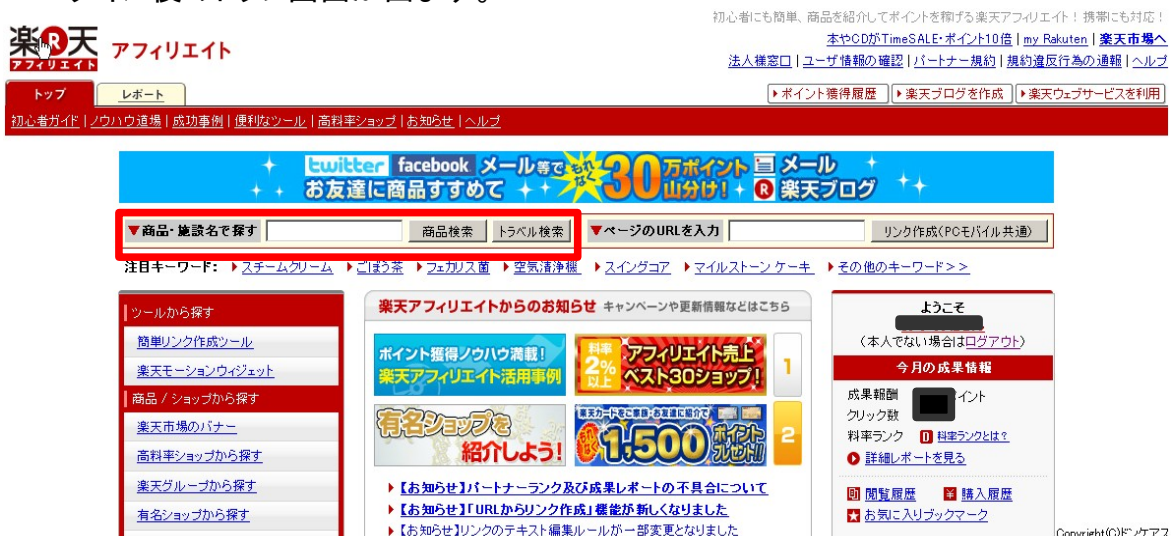 初心者にも簡単、商品を紹介してポイントを稼げる楽天アフィリエイト！携帯にも対応！
楽天
アフィリエイト
アフィリエイト
本やCDがTimeSALE・ポイント10倍 | my Rakuten | 楽天市場へ
法人様窓口 | ユーザ情報の確認 | パートナー規約 | 規約違反行為の通報 | ヘルプ
トップ レポート
ポイント獲得履歴 楽天ブログを作成 楽天ウェブサービスを利用
初心者ガイド | ノウハウ道場 | 成功事例 | 便利なツール | 高料率ショップ | お知らせ | ヘルプ
twitter facebook メール等で
お友達に商品すすめて
もれなく
30万ポイント
山分け!
メール
楽天ブログ
▼商品・施設名で探す 商品検索 トラベル検索 ▼ページのURLを入力 リンク作成(PCモバイル共通)
注目キーワード： スチームクリーム ごぼう茶 フェカリス菌 空気清浄機 スイングコア マイルストーン ケーキ その他のキーワード>>
ツールから探す
簡単リンク作成ツール
楽天モーションウィジェット
商品 / ショップから探す
楽天市場のバナー
高料率ショップから探す
楽天グループから探す
有名ショップから探す
楽天アフィリエイトからのお知らせ キャンペーンや更新情報などはこちら
ポイント獲得ノウハウ満載！
楽天アフィリエイト活用事例
料率
2%
以上
アフィリエイト売上
ベスト30ショップ！
1
有名ショップを
紹介しよう！
楽天カードをご家族・お友達に紹介で
もれなく
1,500
ポイント
プレゼント!!
2
【お知らせ】パートナーランク及び成果レポートの不具合について
【お知らせ】「URLからリンク作成」機能が新しくなりました
【お知らせ】リンクのテキスト編集ルールが一部変更となりました
ようこそ
（本人でない場合はログアウト）
今月の成果情報
成果報酬 イント
クリック数
料率ランク 料率ランクとは？
詳細レポートを見る
閲覧履歴 購入履歴
お気に入りブックマーク